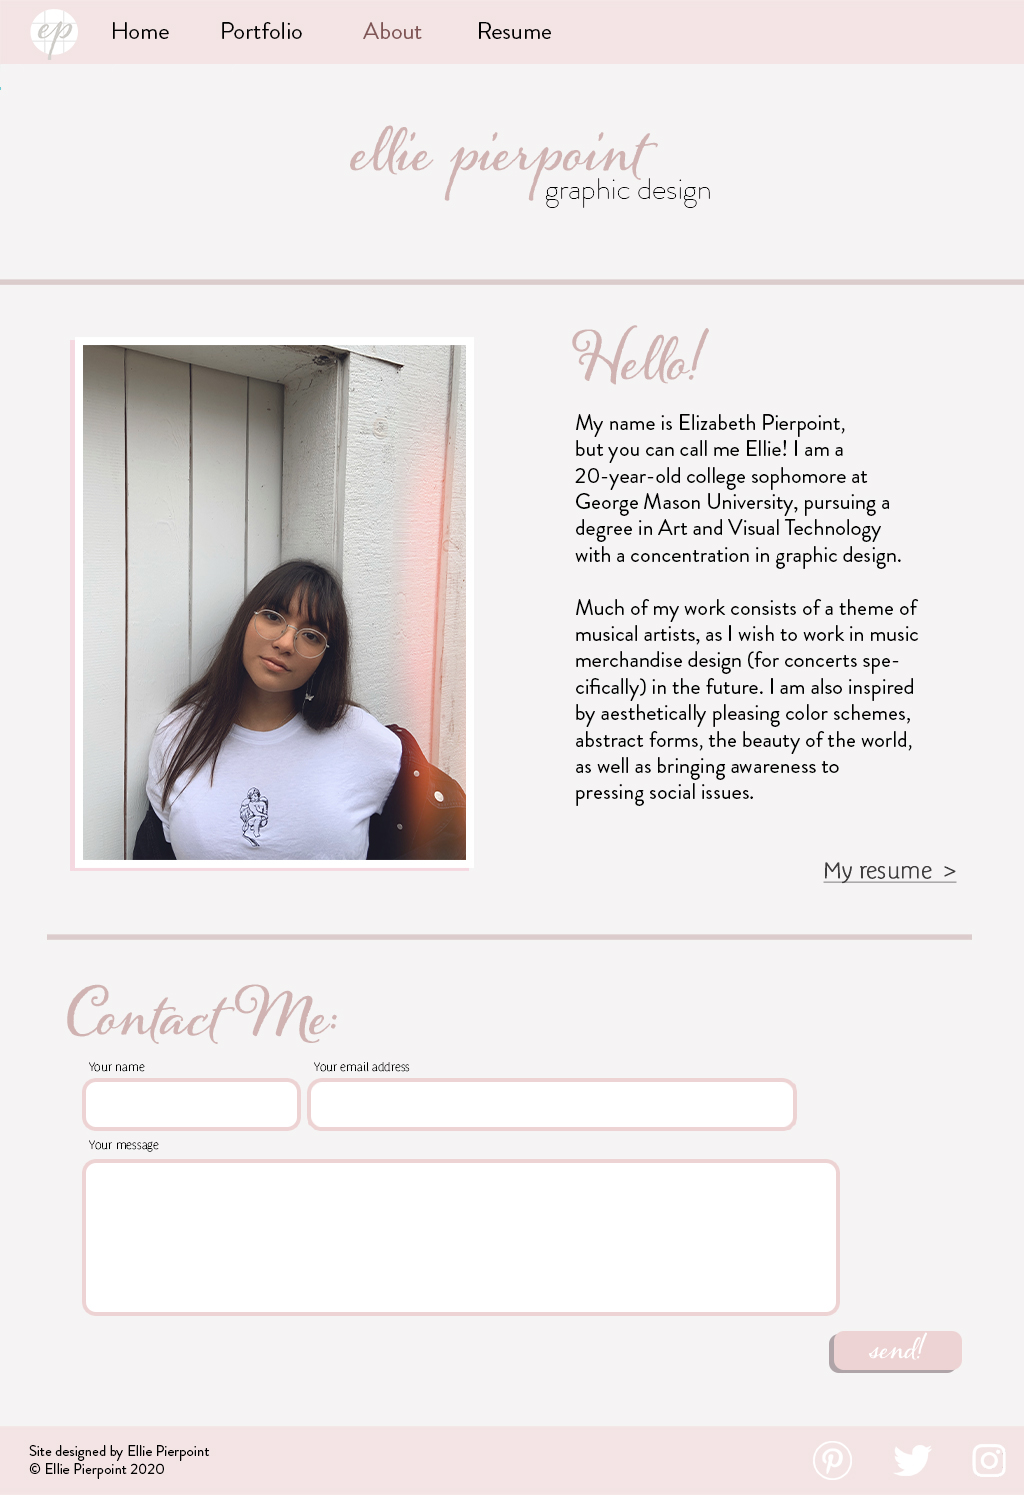 ep
Home
Portfolio
About
Resume
ellie pierpoint
graphic design
Hello!
My name is Elizabeth Pierpoint,
but you can call me Ellie! I am a
20-year-old college sophomore at
George Mason University, pursuing a
degree in Art and Visual Technology
with a concentration in graphic design.
Much of my work consists of a theme of
musical artists, as I wish to work in music
merchandise design (for concerts spe-
cifically) in the future. I am also inspired
by aesthetically pleasing color schemes,
abstract forms, the beauty of the world,
as well as bringing awareness to
pressing social issues.
My resume >
Contact Me:
Your name
Your email address
Your message
send!
Site designed by Ellie Pierpoint
© Ellie Pierpoint 2020